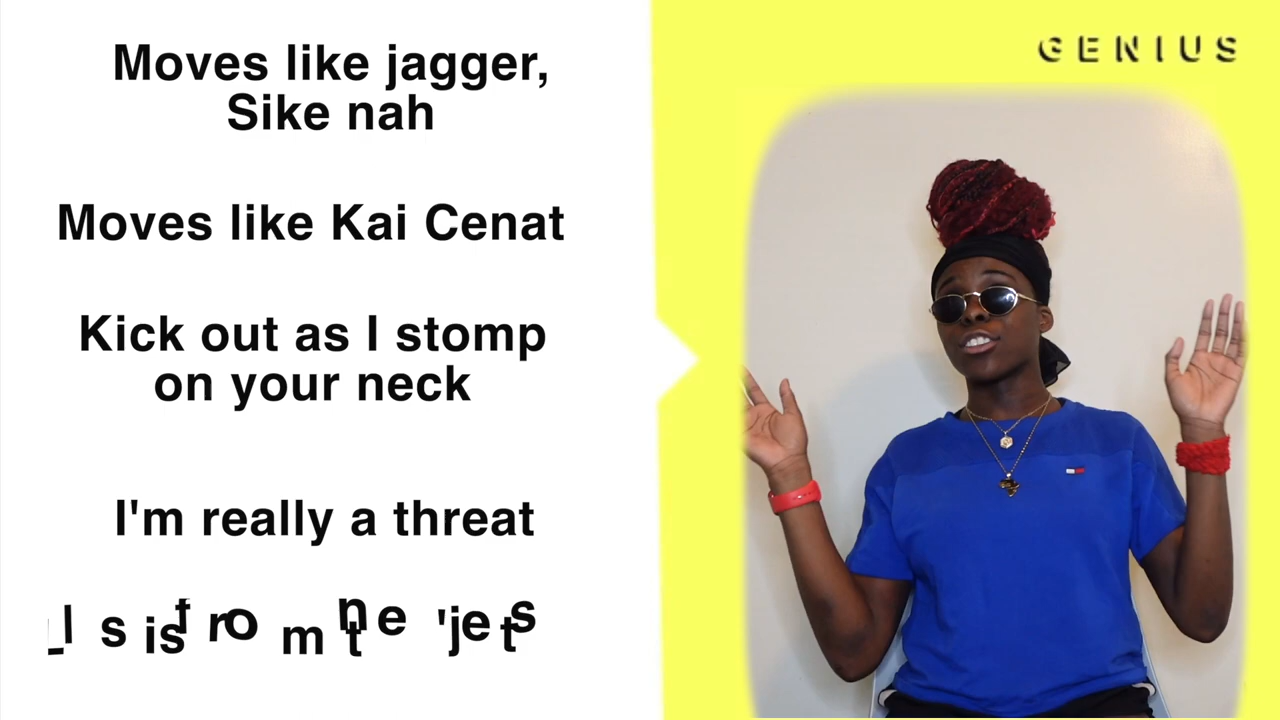 Moves like jagger,
Sike nah
Moves like Kai Cenat
Kick out as I stomp
on your neck
I'm really a threat
GENIUS